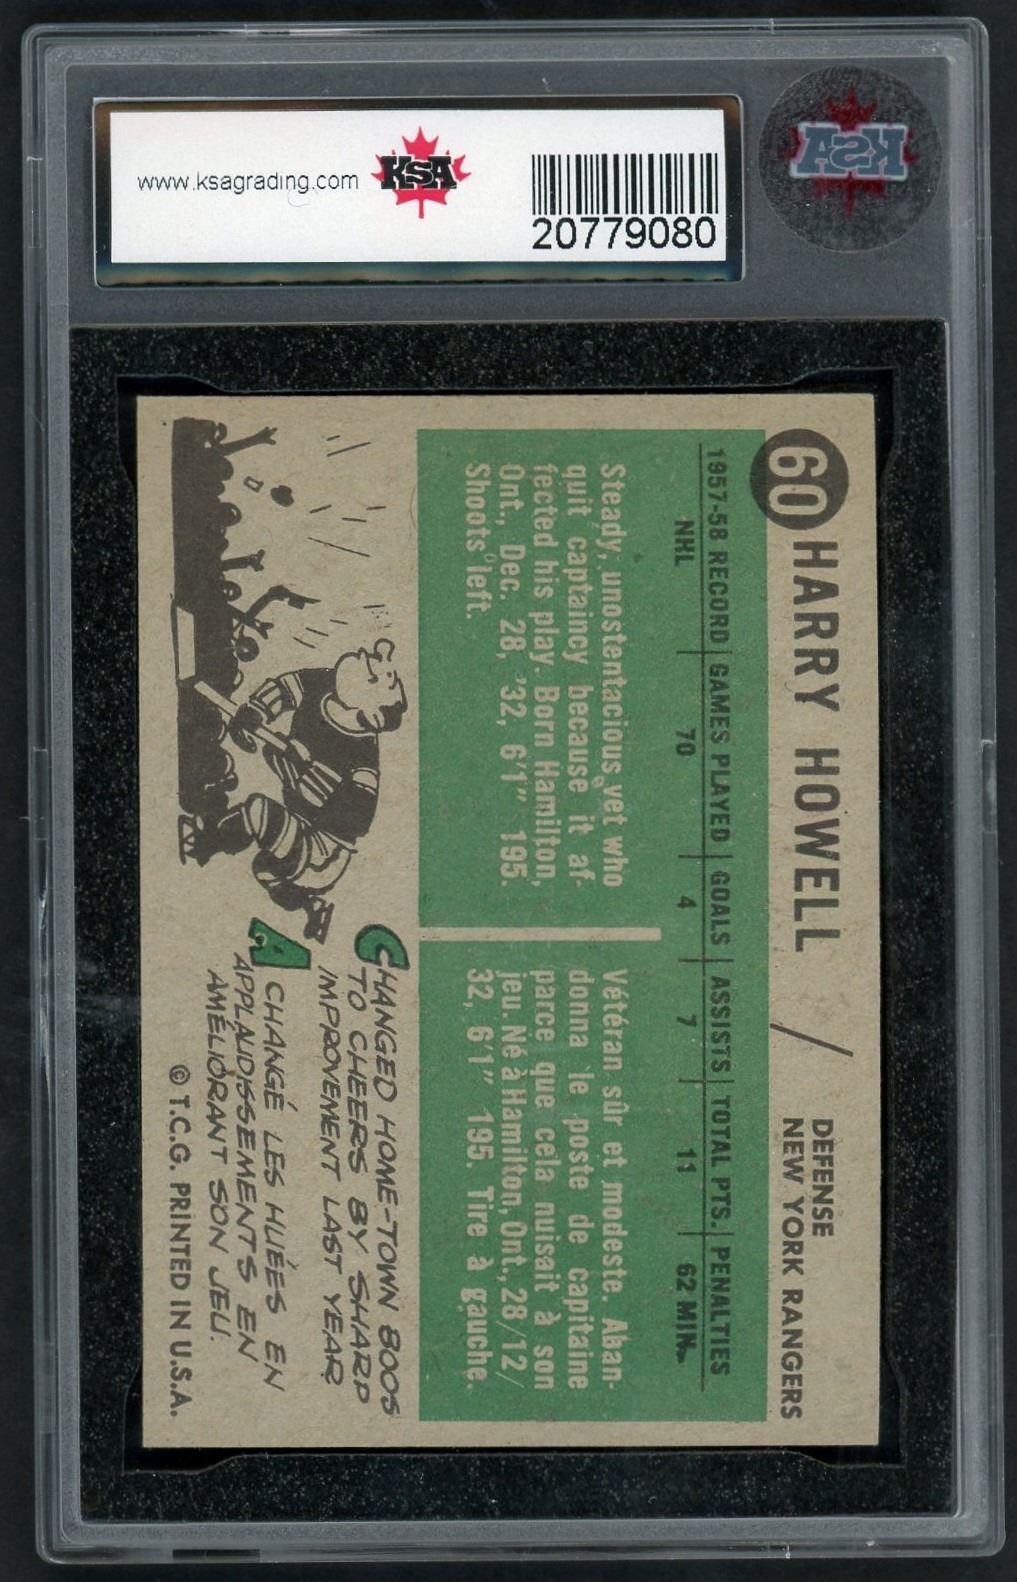 www.ksagrading.com
KSA
20779080
KSA
60 HARRY HOWELL / DEFENSE
NEW YORK RANGERS
1957-58 RECORD GAMES PLAYED GOALS ASSISTS TOTAL PTS. PENALTIES
NHL 70 4 7 11 62 MIN.
Steady, unostentacious yet who
quit captaincy because it af-
fected his play. Born Hamilton,
Ont., Dec. 28, '32, 6'1" 195.
Shoots left.
Vétéran sûr et modeste. Aban-
donna le poste de capitaine
parce que cela nuisait à son
jeu. Né à Hamilton, Ont., 28/12/
32, 6'1" 195. Tire à gauche.
CHANGED HOME-TOWN BOOS
TO CHEERS BY SHARP
IMPROVEMENT LAST YEAR
A CHANGÉ LES HUÉES EN
APPLAUDISSEMENTS EN
AMÉLIORANT SON JEU.
© T.C.G. PRINTED IN U.S.A.